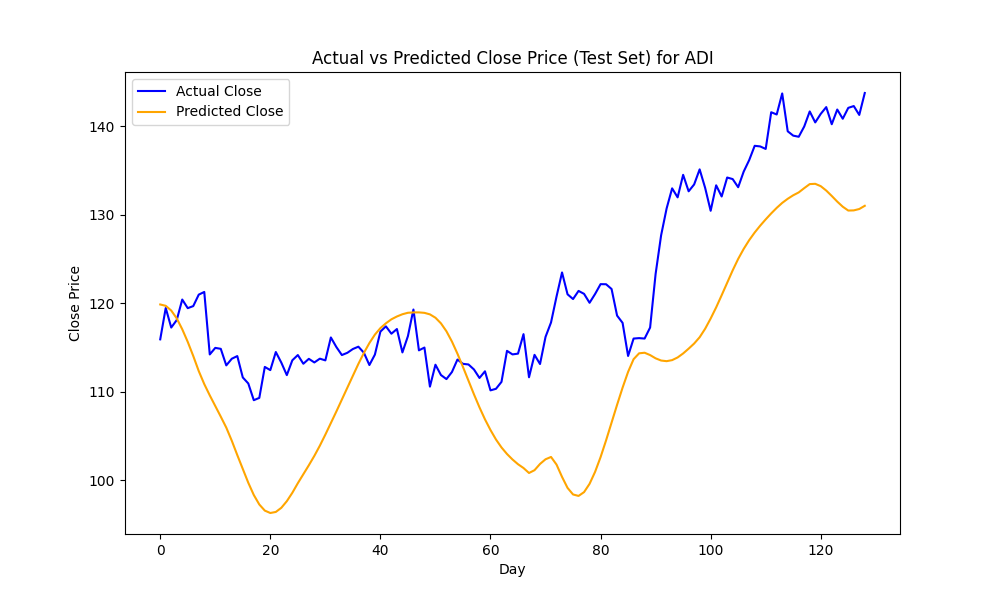 Actual vs Predicted Close Price (Test Set) for ADI
Actual Close
Predicted Close
Close Price
140
130
120
110
100
0 20 40 60 80 100 120
Day